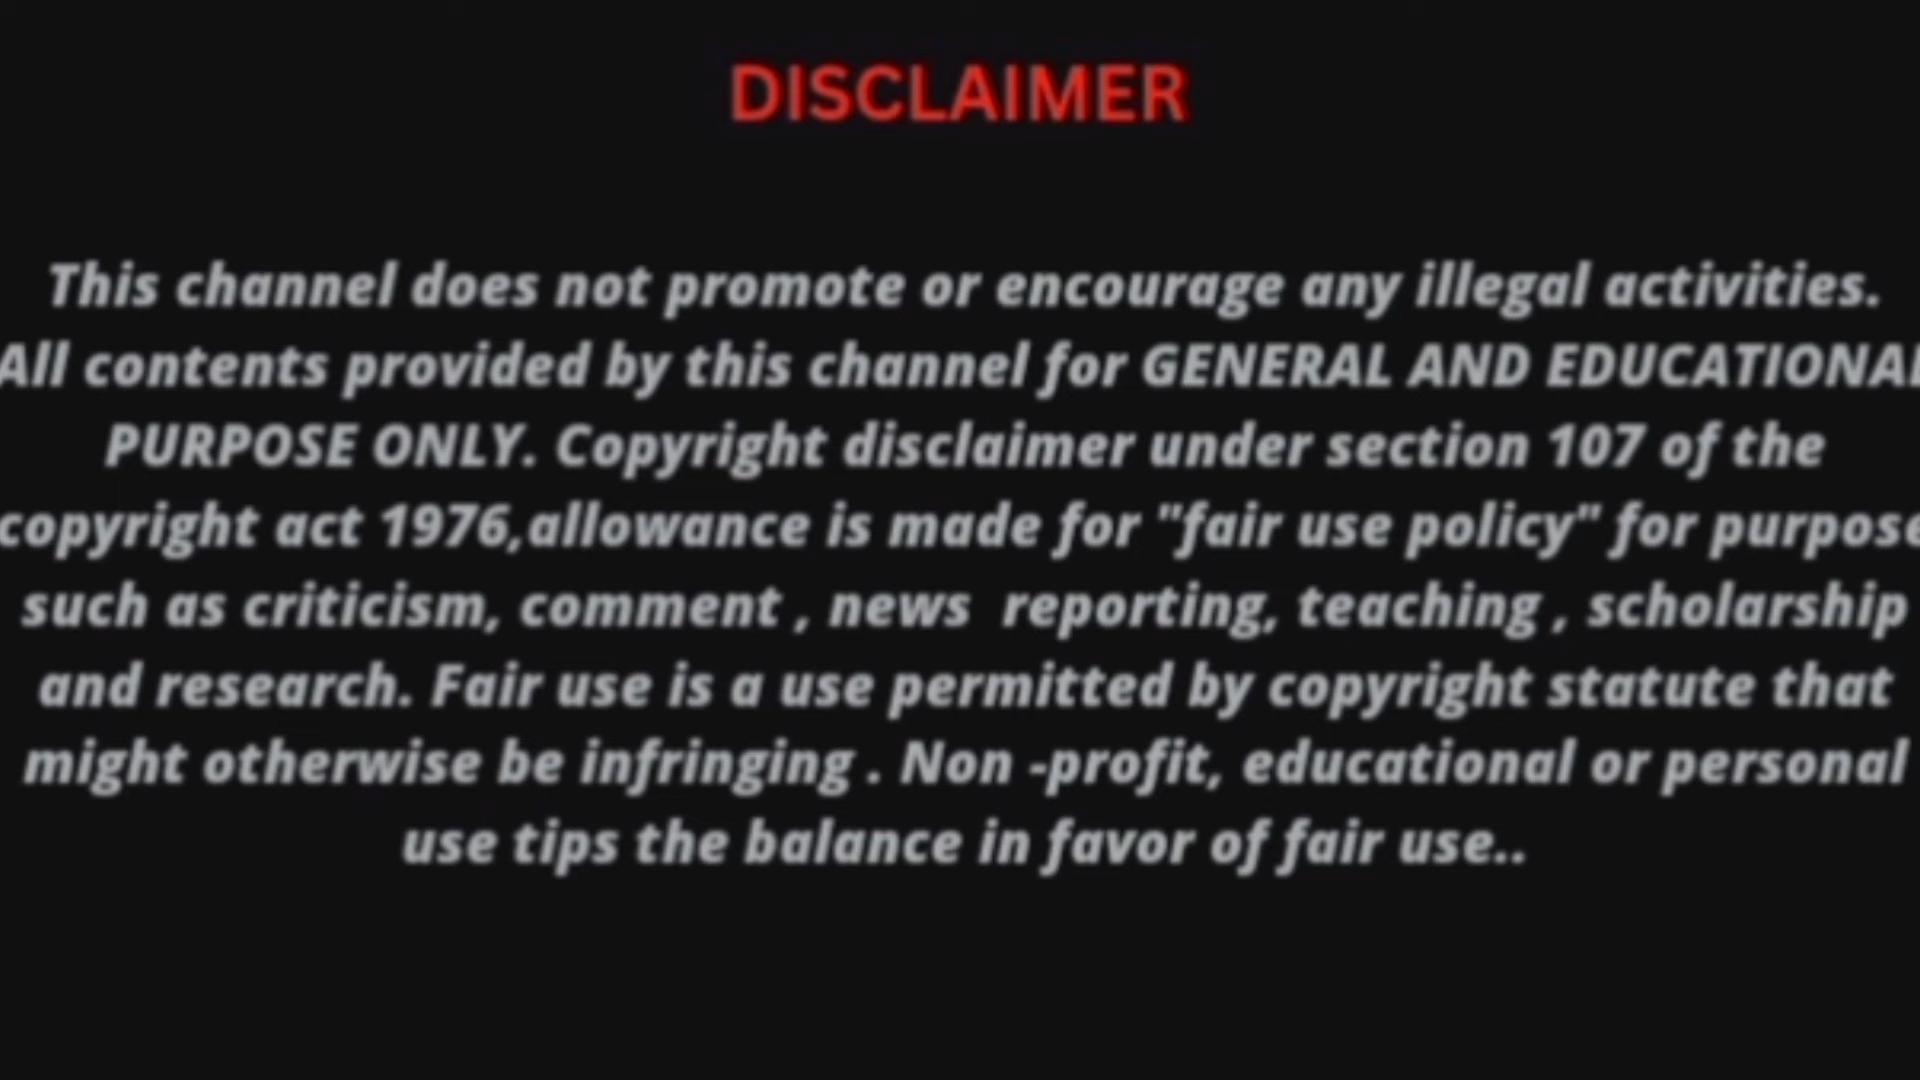 DISCLAIMER
This channel does not promote or encourage any illegal activities.
All contents provided by this channel for GENERAL AND EDUCATIONAL
PURPOSE ONLY. Copyright disclaimer under section 107 of the
copyright act 1976,allowance is made for "fair use policy" for purpose
such as criticism, comment , news  reporting, teaching , scholarship
and research. Fair use is a use permitted by copyright statute that
might otherwise be infringing . Non -profit, educational or personal
use tips the balance in favor of fair use..